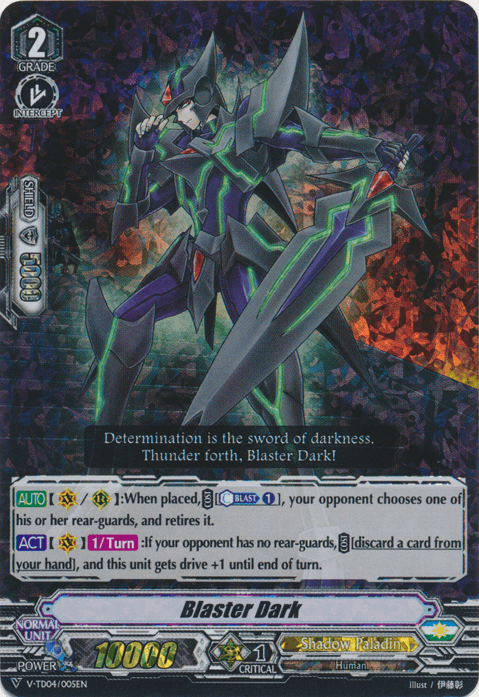 2
GRADE
INTERCEPT
SHIELD
5000
Determination is the sword of darkness.
Thunder forth, Blaster Dark!
AUTO【 / 】:When placed, COST [C BLAST 1], your opponent chooses one of
his or her rear-guards, and retires it.
ACT【 】1/Turn :If your opponent has no rear-guards, COST [discard a card from
your hand], and this unit gets drive +1 until end of turn.
Blaster Dark
NORMAL
UNIT
POWER 10000
1
CRITICAL
Shadow Paladin
Human
V-TD04/005EN
Illust / 伊藤彰